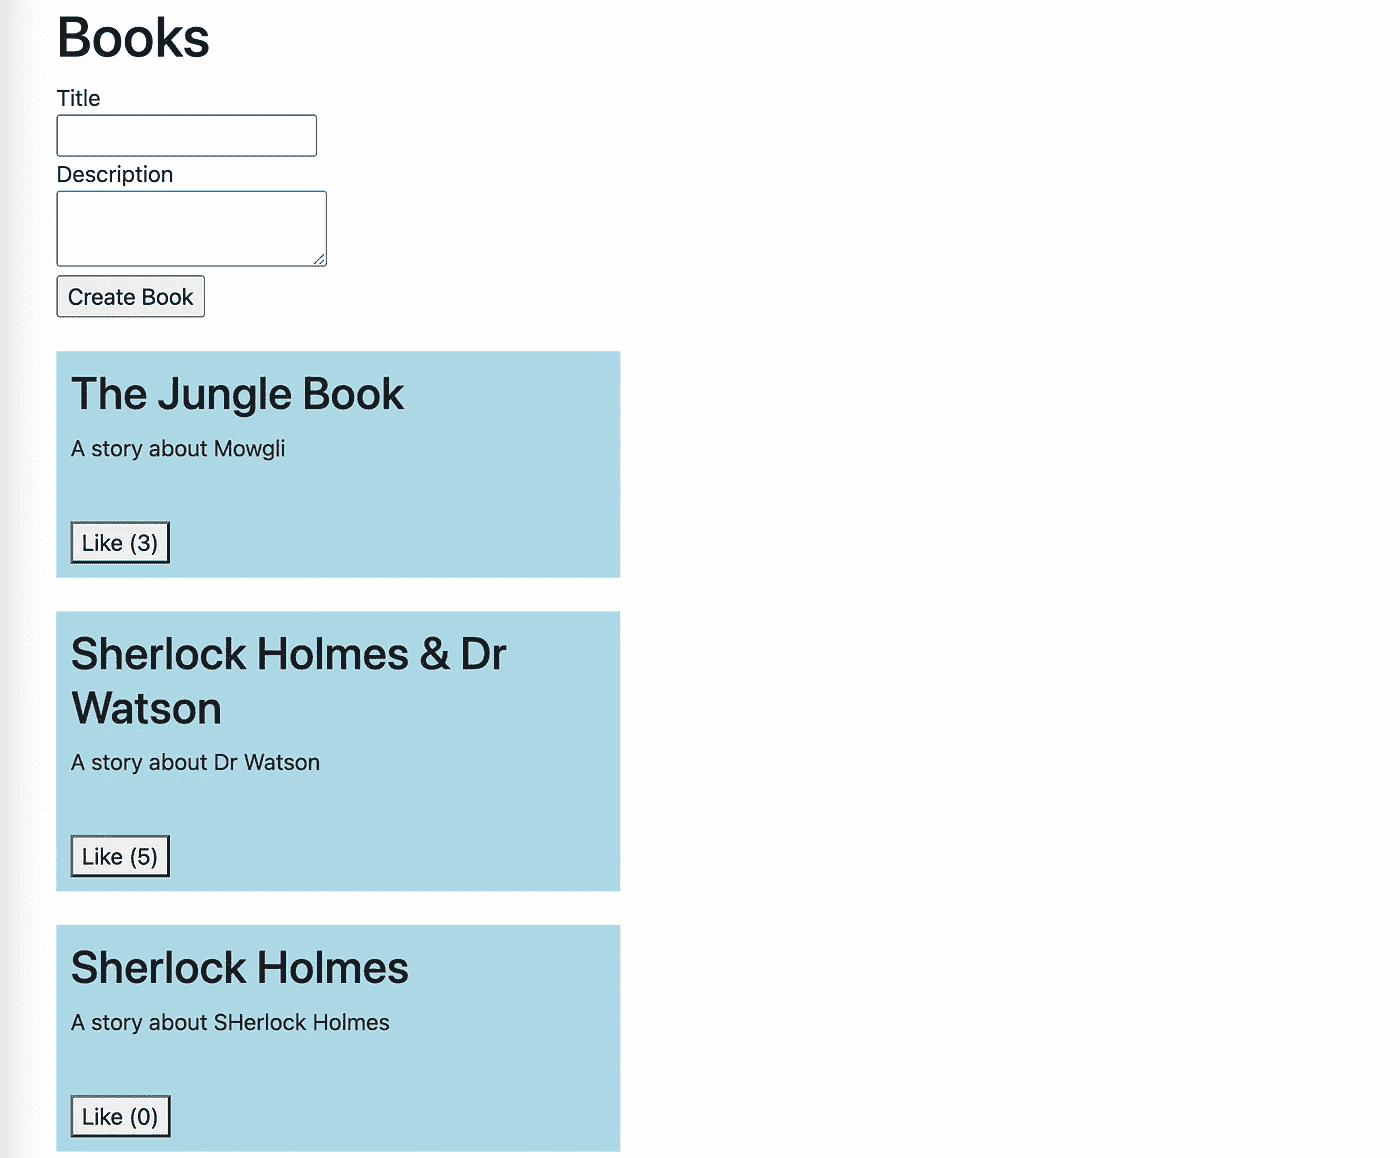 Books
Title
Description
Create Book
The Jungle Book
A story about Mowgli
Like (3)
Sherlock Holmes & Dr
Watson
A story about Dr Watson
Like (5)
Sherlock Holmes
A story about SHerlock Holmes
Like (0)